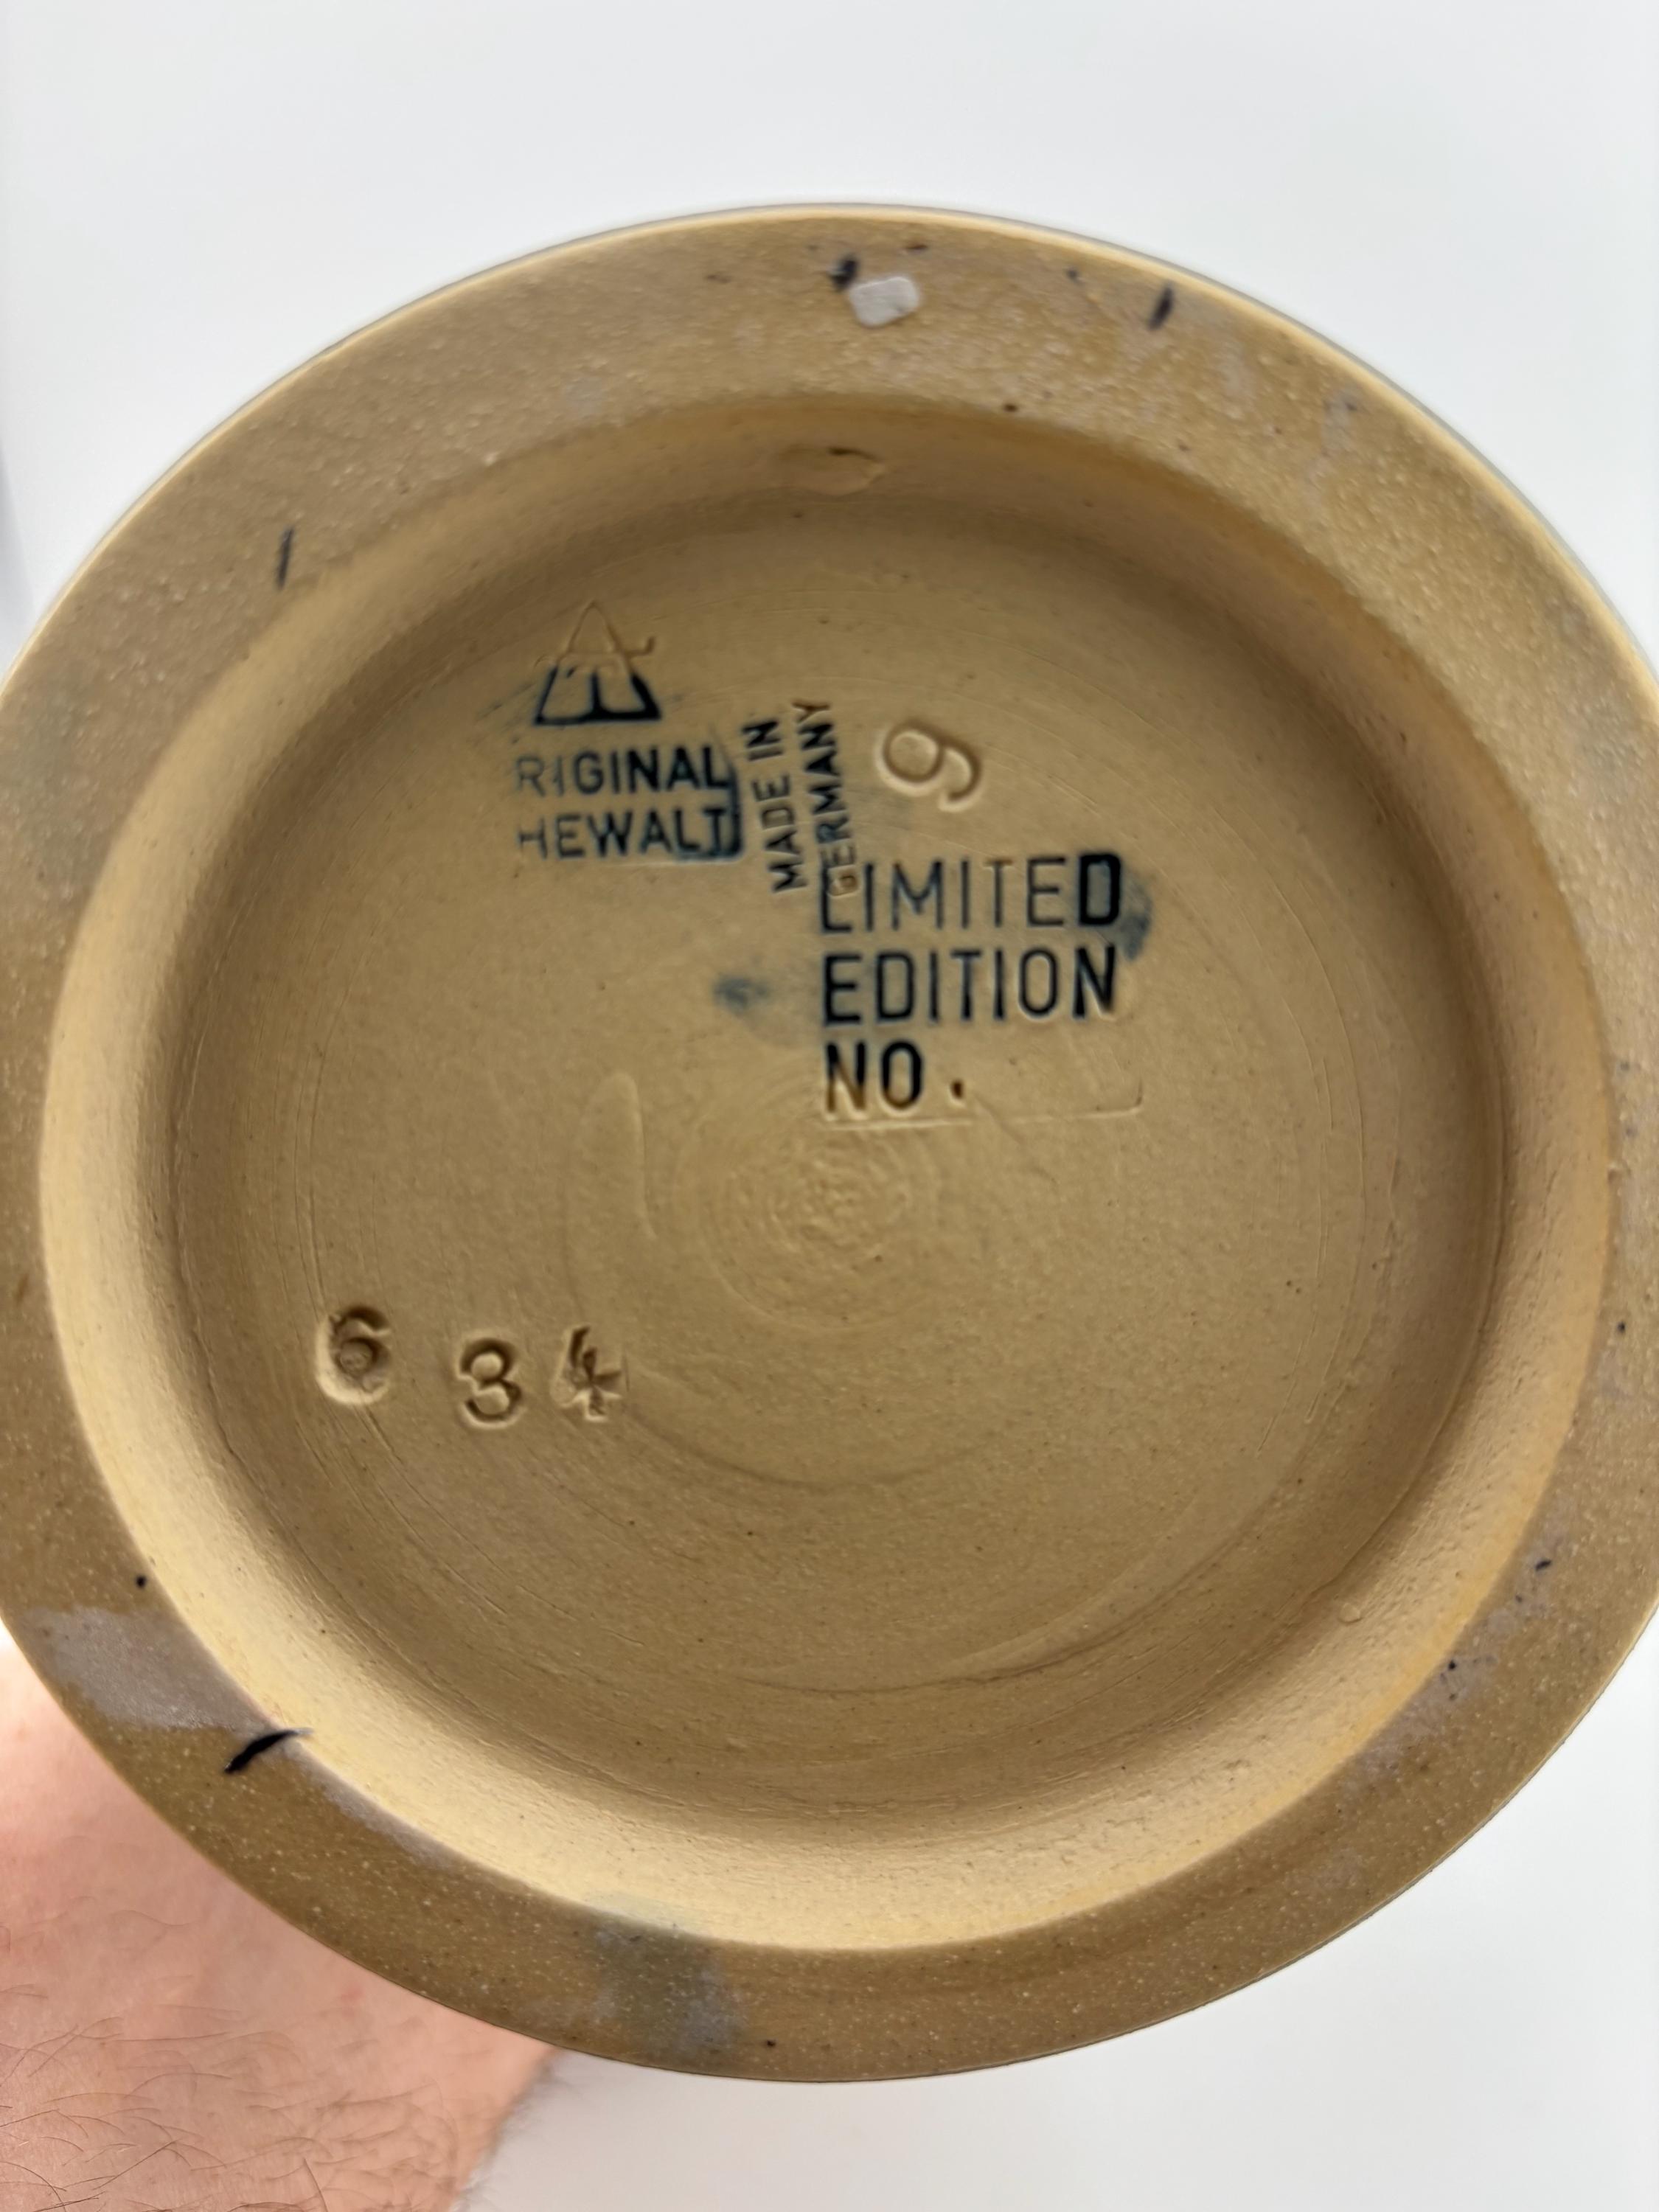 RIGINAL
HEWALT
MADE IN
GERMANY
9
LIMITED
EDITION
NO.
634